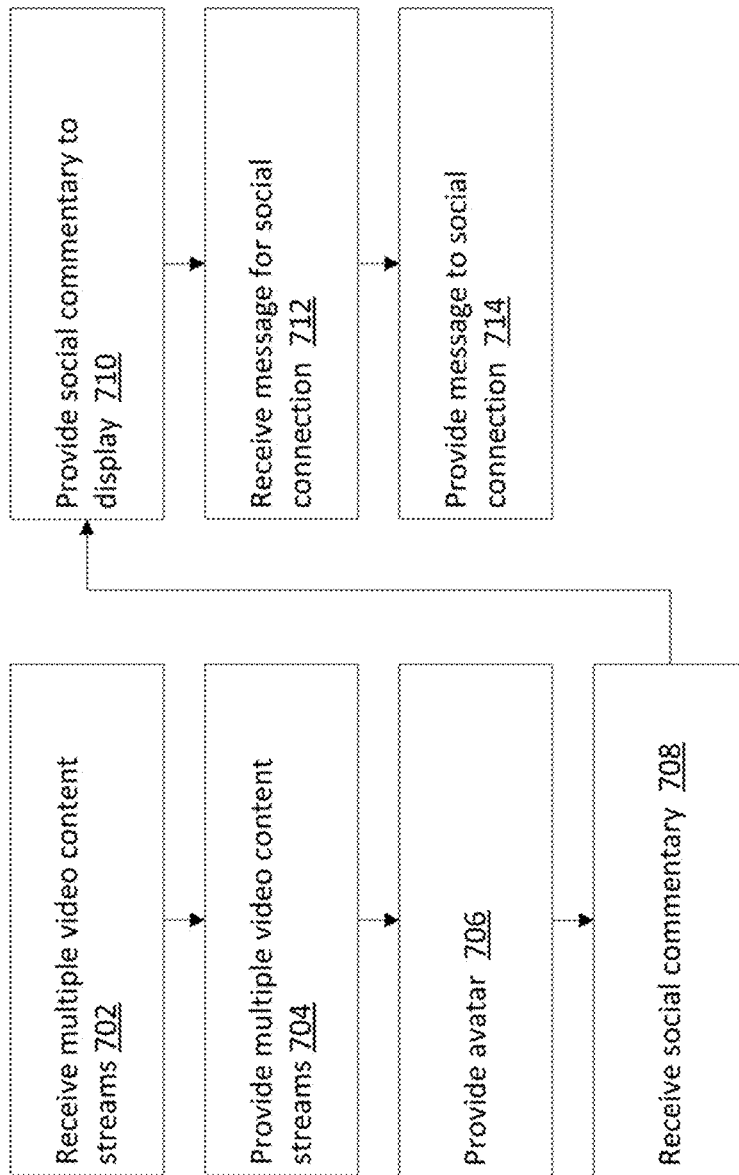 Receive multiple video content
streams 702
Provide multiple video content
streams 704
Provide avatar 706
Receive social commentary 708
Provide social commentary to
display 710
Receive message for social
connection 712
Provide message to social
connection 714